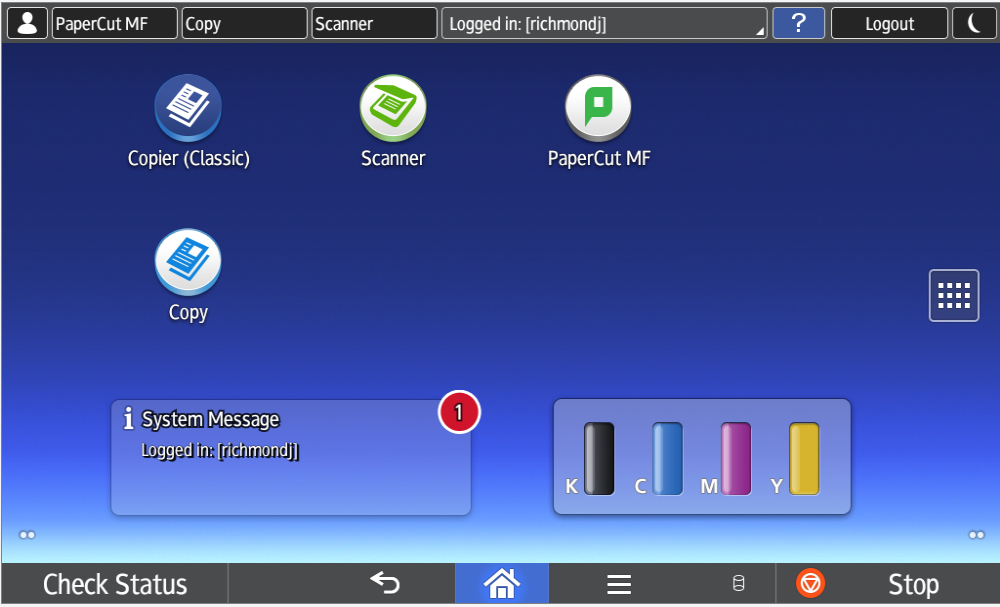 PaperCut MF
Copy
Scanner
Logged in: [richmondj]
?
Logout
Copier (Classic)
Scanner
PaperCut MF
Copy
i System Message
1
Logged in: [richmondj]
K
C
M
Y
Check Status
Stop